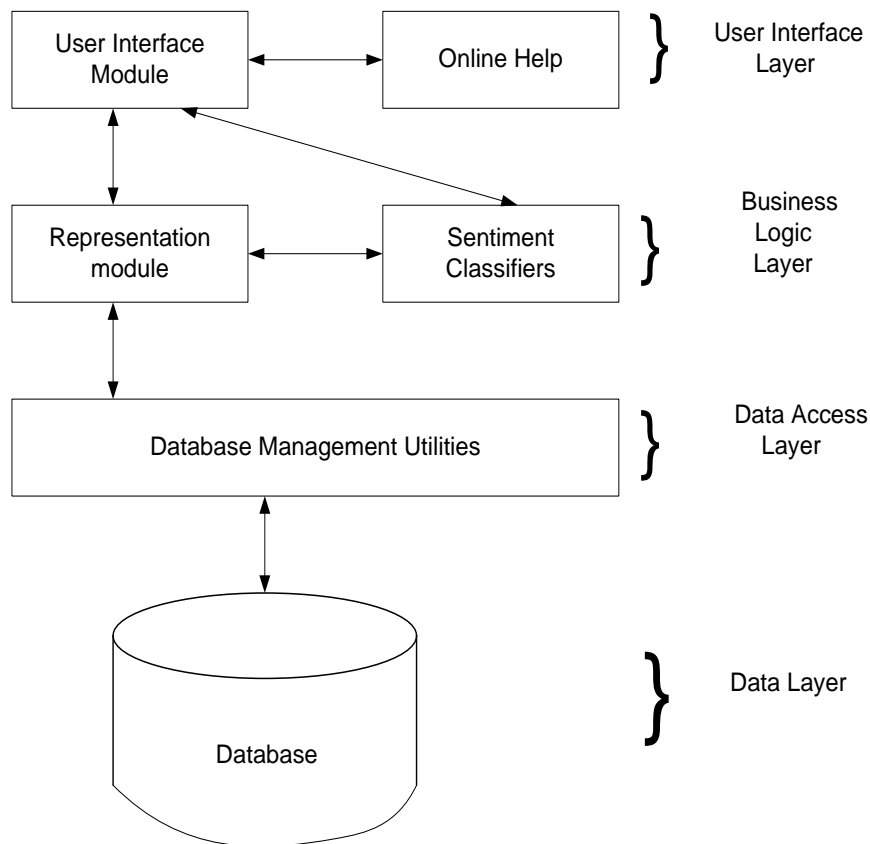 User Interface
Module
Online Help
User Interface
Layer
Representation
module
Sentiment
Classifiers
Business
Logic
Layer
Database Management Utilities
Data Access
Layer
Database
Data Layer